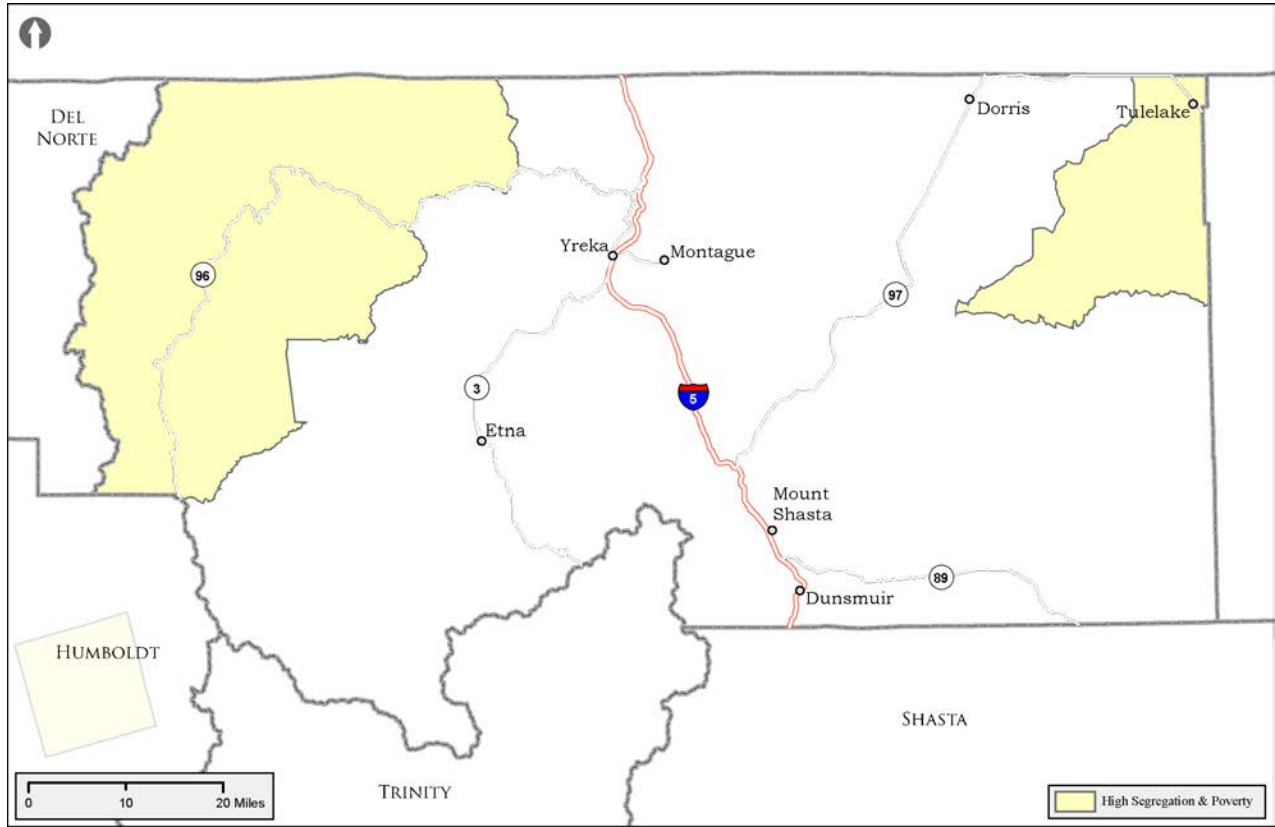 DEL
NORTE
Dorris
Tulelake
Yreka
Montague
96
97
3
5
Etna
Mount
Shasta
89
Dunsmuir
HUMBOLDT
SHASTA
TRINITY
0 10 20 Miles
High Segregation & Poverty